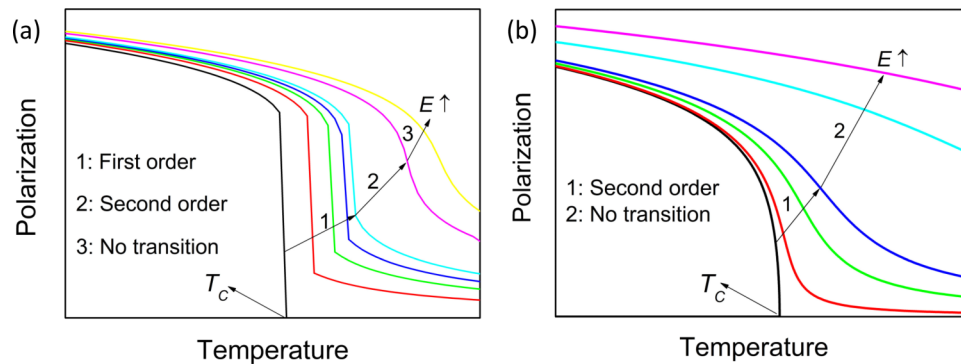 (a)
Polarization
1: First order
2: Second order
3: No transition
1
2
3
E ↑
T_C
Temperature
(b)
Polarization
1: Second order
2: No transition
1
2
E ↑
T_C
Temperature